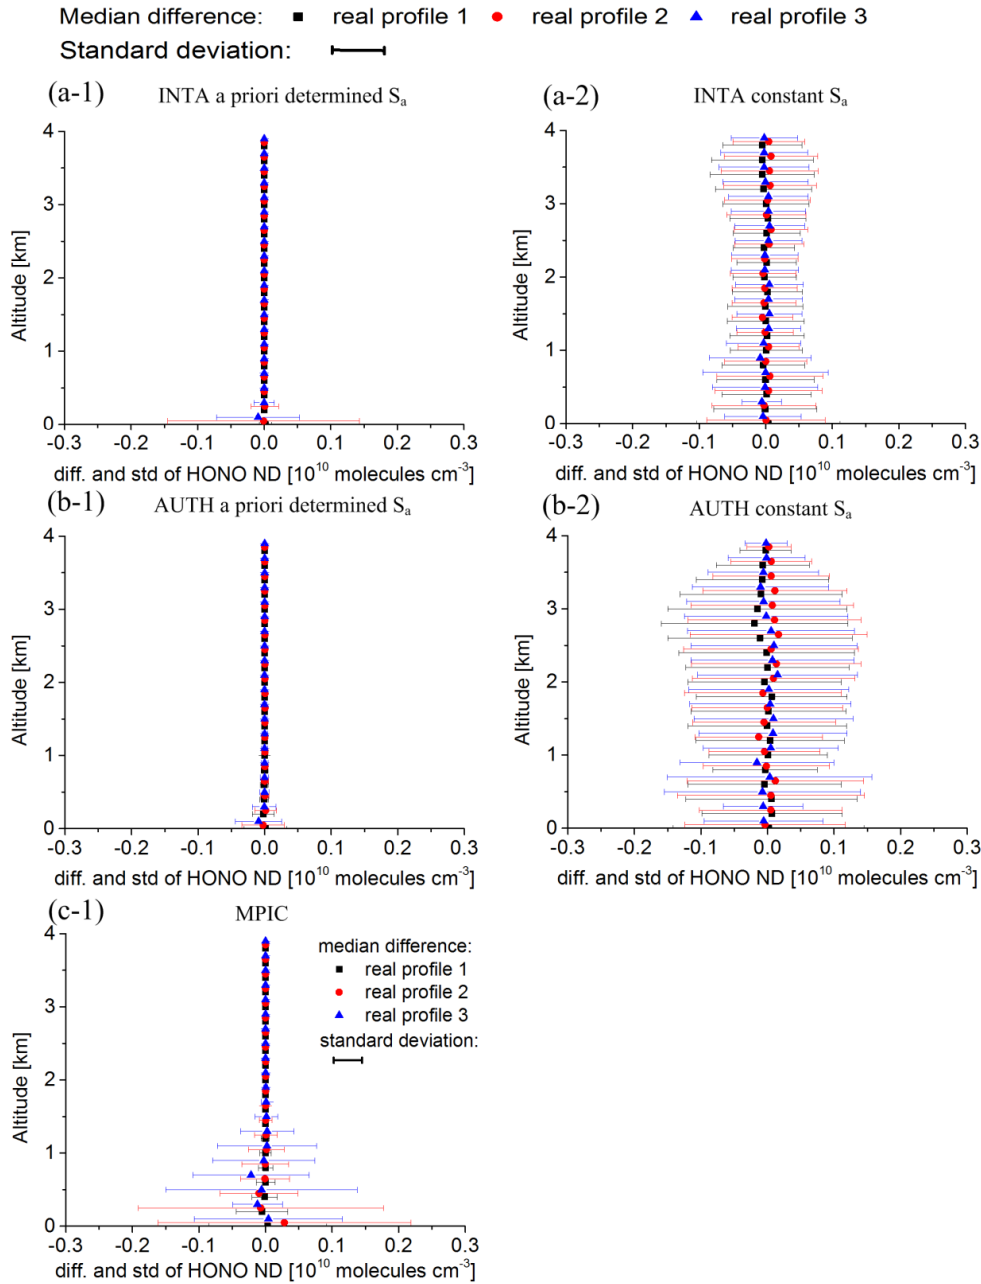 Median difference: real profile 1 real profile 2 real profile 3
Standard deviation:
(a-1) INTA a priori determined Sa
(a-2) INTA constant Sa
4
3
2
1
0
Altitude [km]
-0.3 -0.2 -0.1 0.0 0.1 0.2 0.3
diff. and std of HONO ND [10^10 molecules cm^-3]
4
3
2
1
0
Altitude [km]
-0.3 -0.2 -0.1 0.0 0.1 0.2 0.3
diff. and std of HONO ND [10^10 molecules cm^-3]
(b-1) AUTH a priori determined Sa
(b-2) AUTH constant Sa
4
3
2
1
0
Altitude [km]
-0.3 -0.2 -0.1 0.0 0.1 0.2 0.3
diff. and std of HONO ND [10^10 molecules cm^-3]
4
3
2
1
0
Altitude [km]
-0.3 -0.2 -0.1 0.0 0.1 0.2 0.3
diff. and std of HONO ND [10^10 molecules cm^-3]
(c-1) MPIC
median difference:
real profile 1
real profile 2
real profile 3
standard deviation:
4
3
2
1
0
Altitude [km]
-0.3 -0.2 -0.1 0.0 0.1 0.2 0.3
diff. and std of HONO ND [10^10 molecules cm^-3]